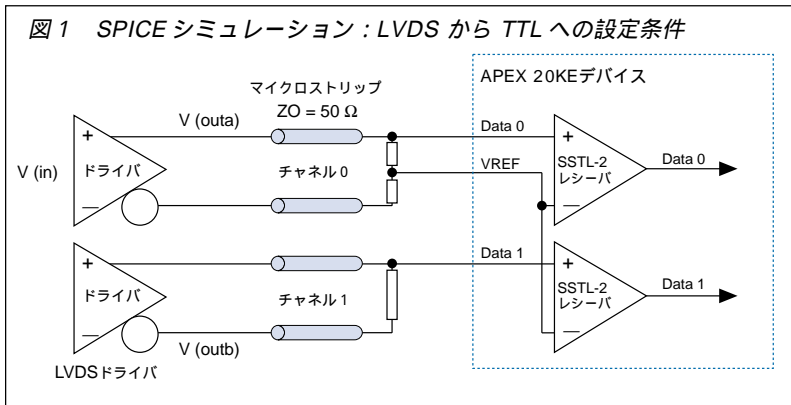 図 1 SPICE シミュレーション : LVDS から TTL への設定条件
APEX 20KEデバイス
マイクロストリップ
ZO = 50 Ω
V (outa)
Data 0
+
+
V (in)
ドライバ
チャネル 0
VREF
SSTL-2
レシーバ
Data 0
—
—
+
Data 1
+
ドライバ
チャネル 1
SSTL-2
レシーバ
Data 1
—
—
V (outb)
LVDSドライバ